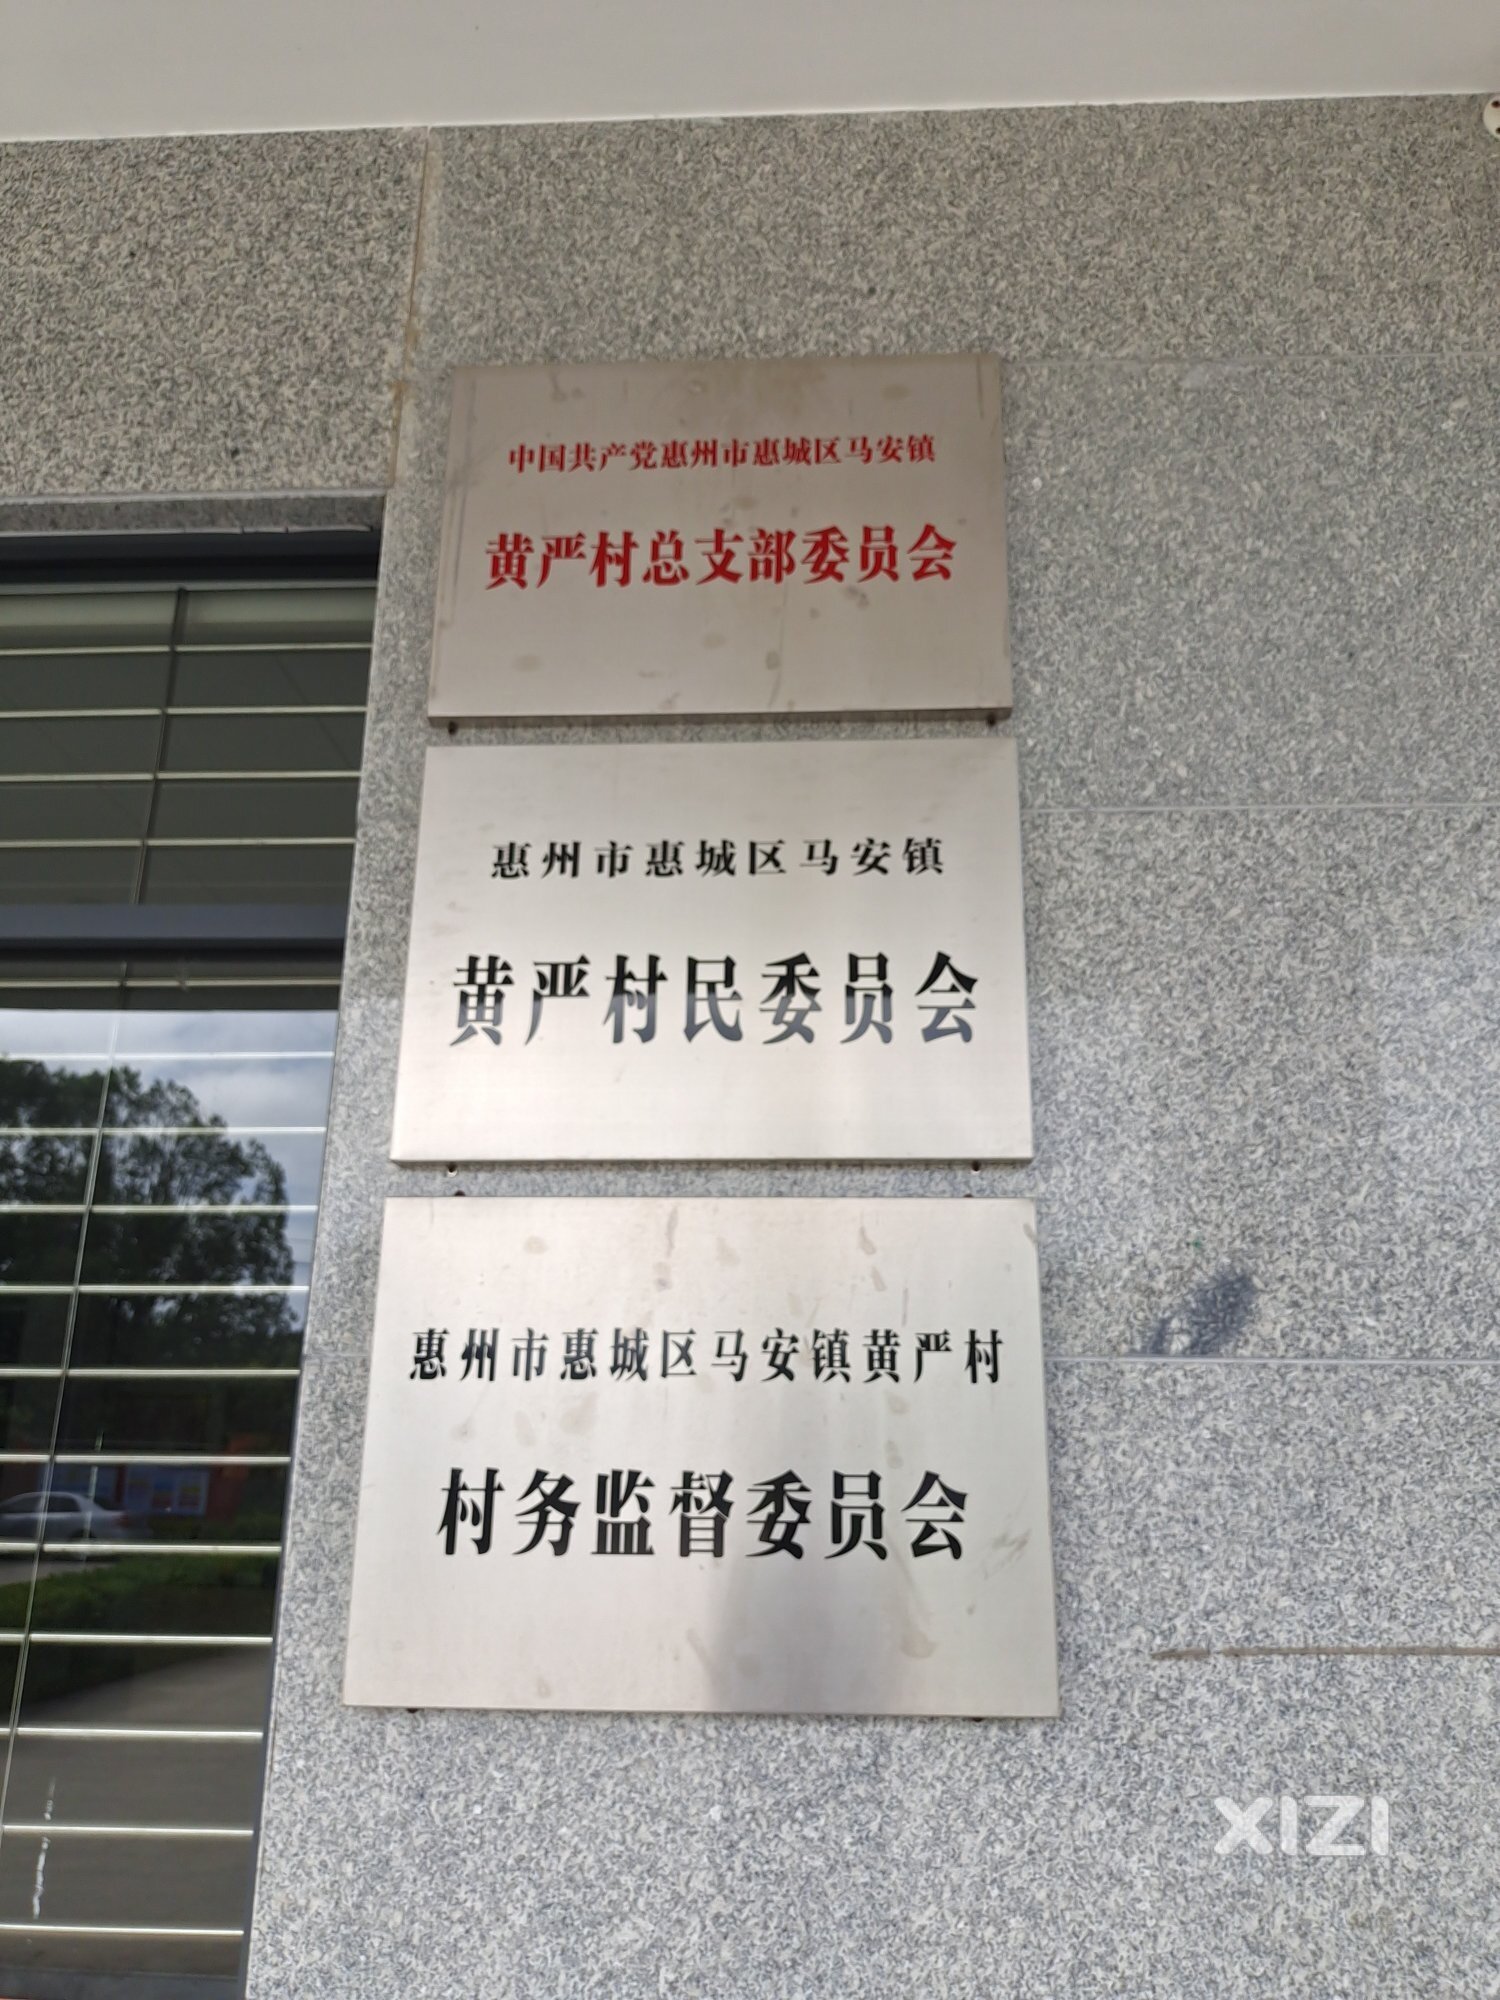 中国共产党惠州市惠城区马安镇
黄严村总支部委员会
惠州市惠城区马安镇
黄严村民委员会
惠州市惠城区马安镇黄严村
村务监督委员会
XIZI